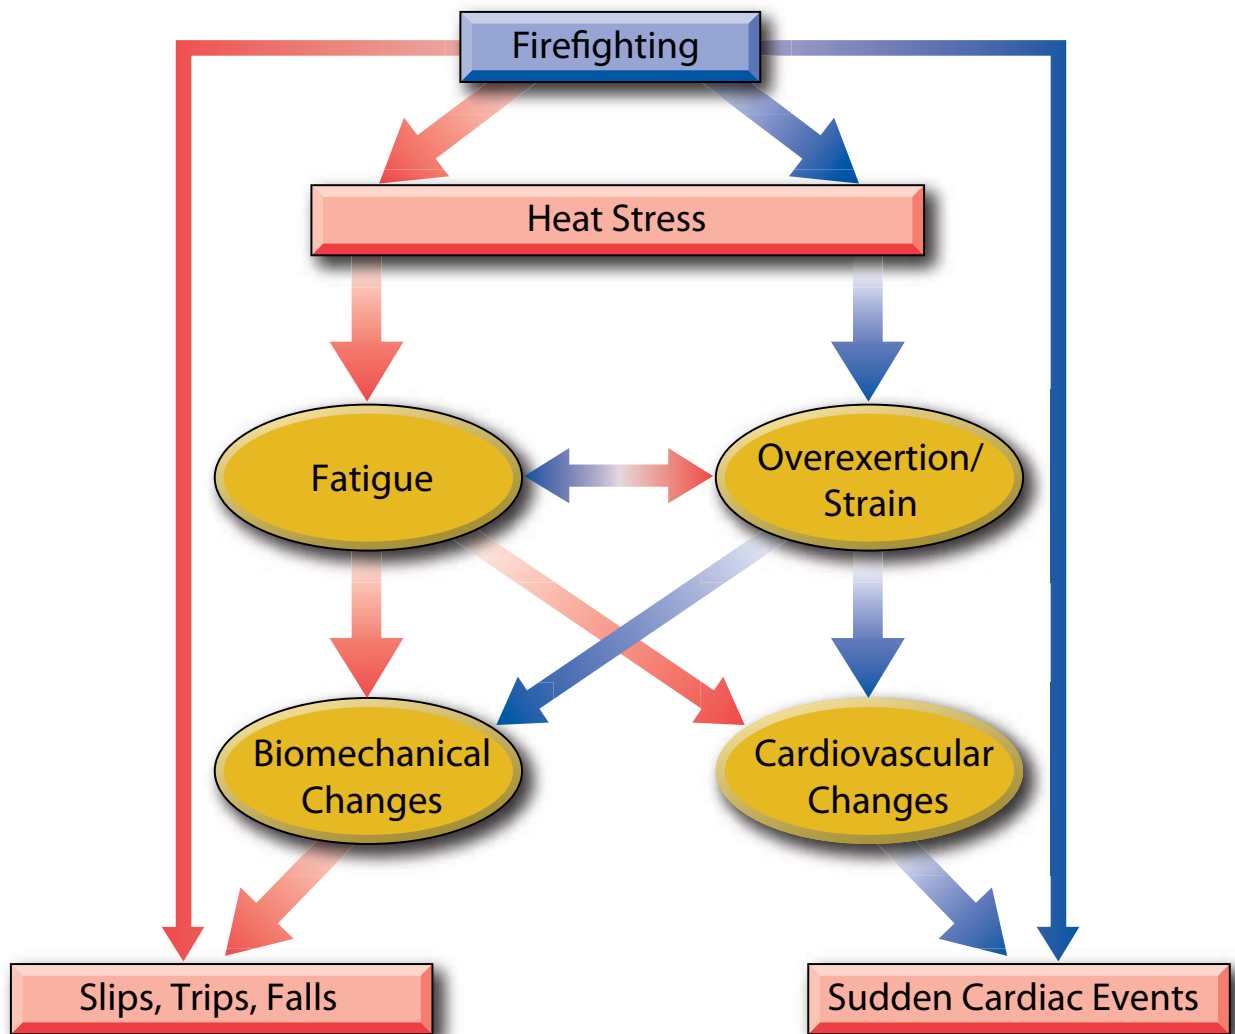 Firefighting
Heat Stress
Fatigue
Overexertion/
Strain
Biomechanical
Changes
Cardiovascular
Changes
Slips, Trips, Falls
Sudden Cardiac Events